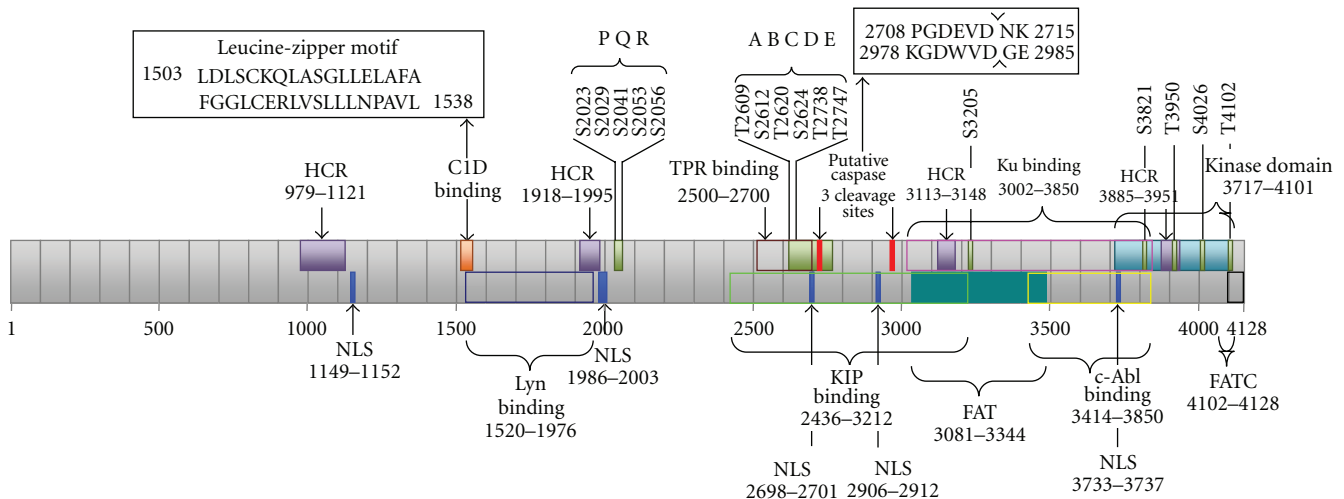 Leucine-zipper motif
1503 LDLSCKQLASGLLELAFA
FGGLCERLVSLLLNPAVL 1538
P Q R
S2023
S2029
S2041
S2053
S2056
A B C D E
T2609
S2612
T2620
S2624
T2738
T2747
2708 PGDEVD NK 2715
2978 KGDWVD GE 2985
S3205
S3821
T3950
S4026
T4102
HCR
979–1121
C1D
binding
HCR
1918–1995
TPR binding
2500–2700
Putative
caspase
3 cleavage
sites
HCR
3113–3148
Ku binding
3002–3850
HCR
3885–3951
Kinase domain
3717–4101
1 500 1000 1500 2000 2500 3000 3500 4000 4128
NLS
1149–1152
Lyn
binding
1520–1976
NLS
1986–2003
KIP
binding
2436–3212
NLS
2698–2701
NLS
2906–2912
FAT
3081–3344
c-Abl
binding
3414–3850
NLS
3733–3737
FATC
4102–4128